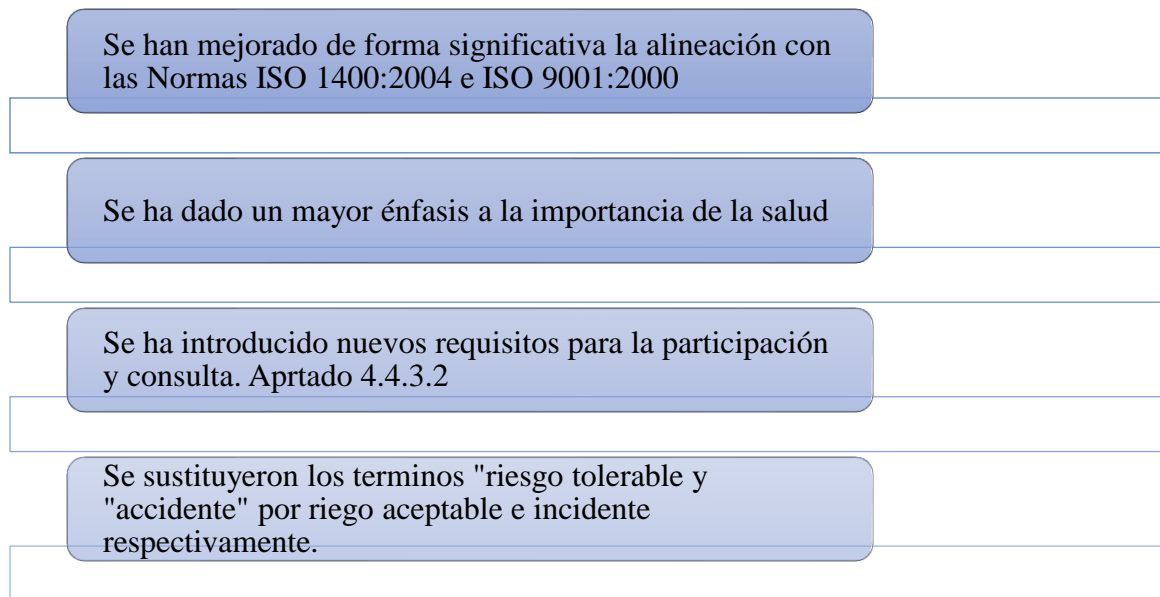 Se han mejorado de forma significativa la alineación con
las Normas ISO 1400:2004 e ISO 9001:2000
Se ha dado un mayor énfasis a la importancia de la salud
Se ha introducido nuevos requisitos para la participación
y consulta. Aprtado 4.4.3.2
Se sustituyeron los terminos "riesgo tolerable y
"accidente" por riego aceptable e incidente
respectivamente.